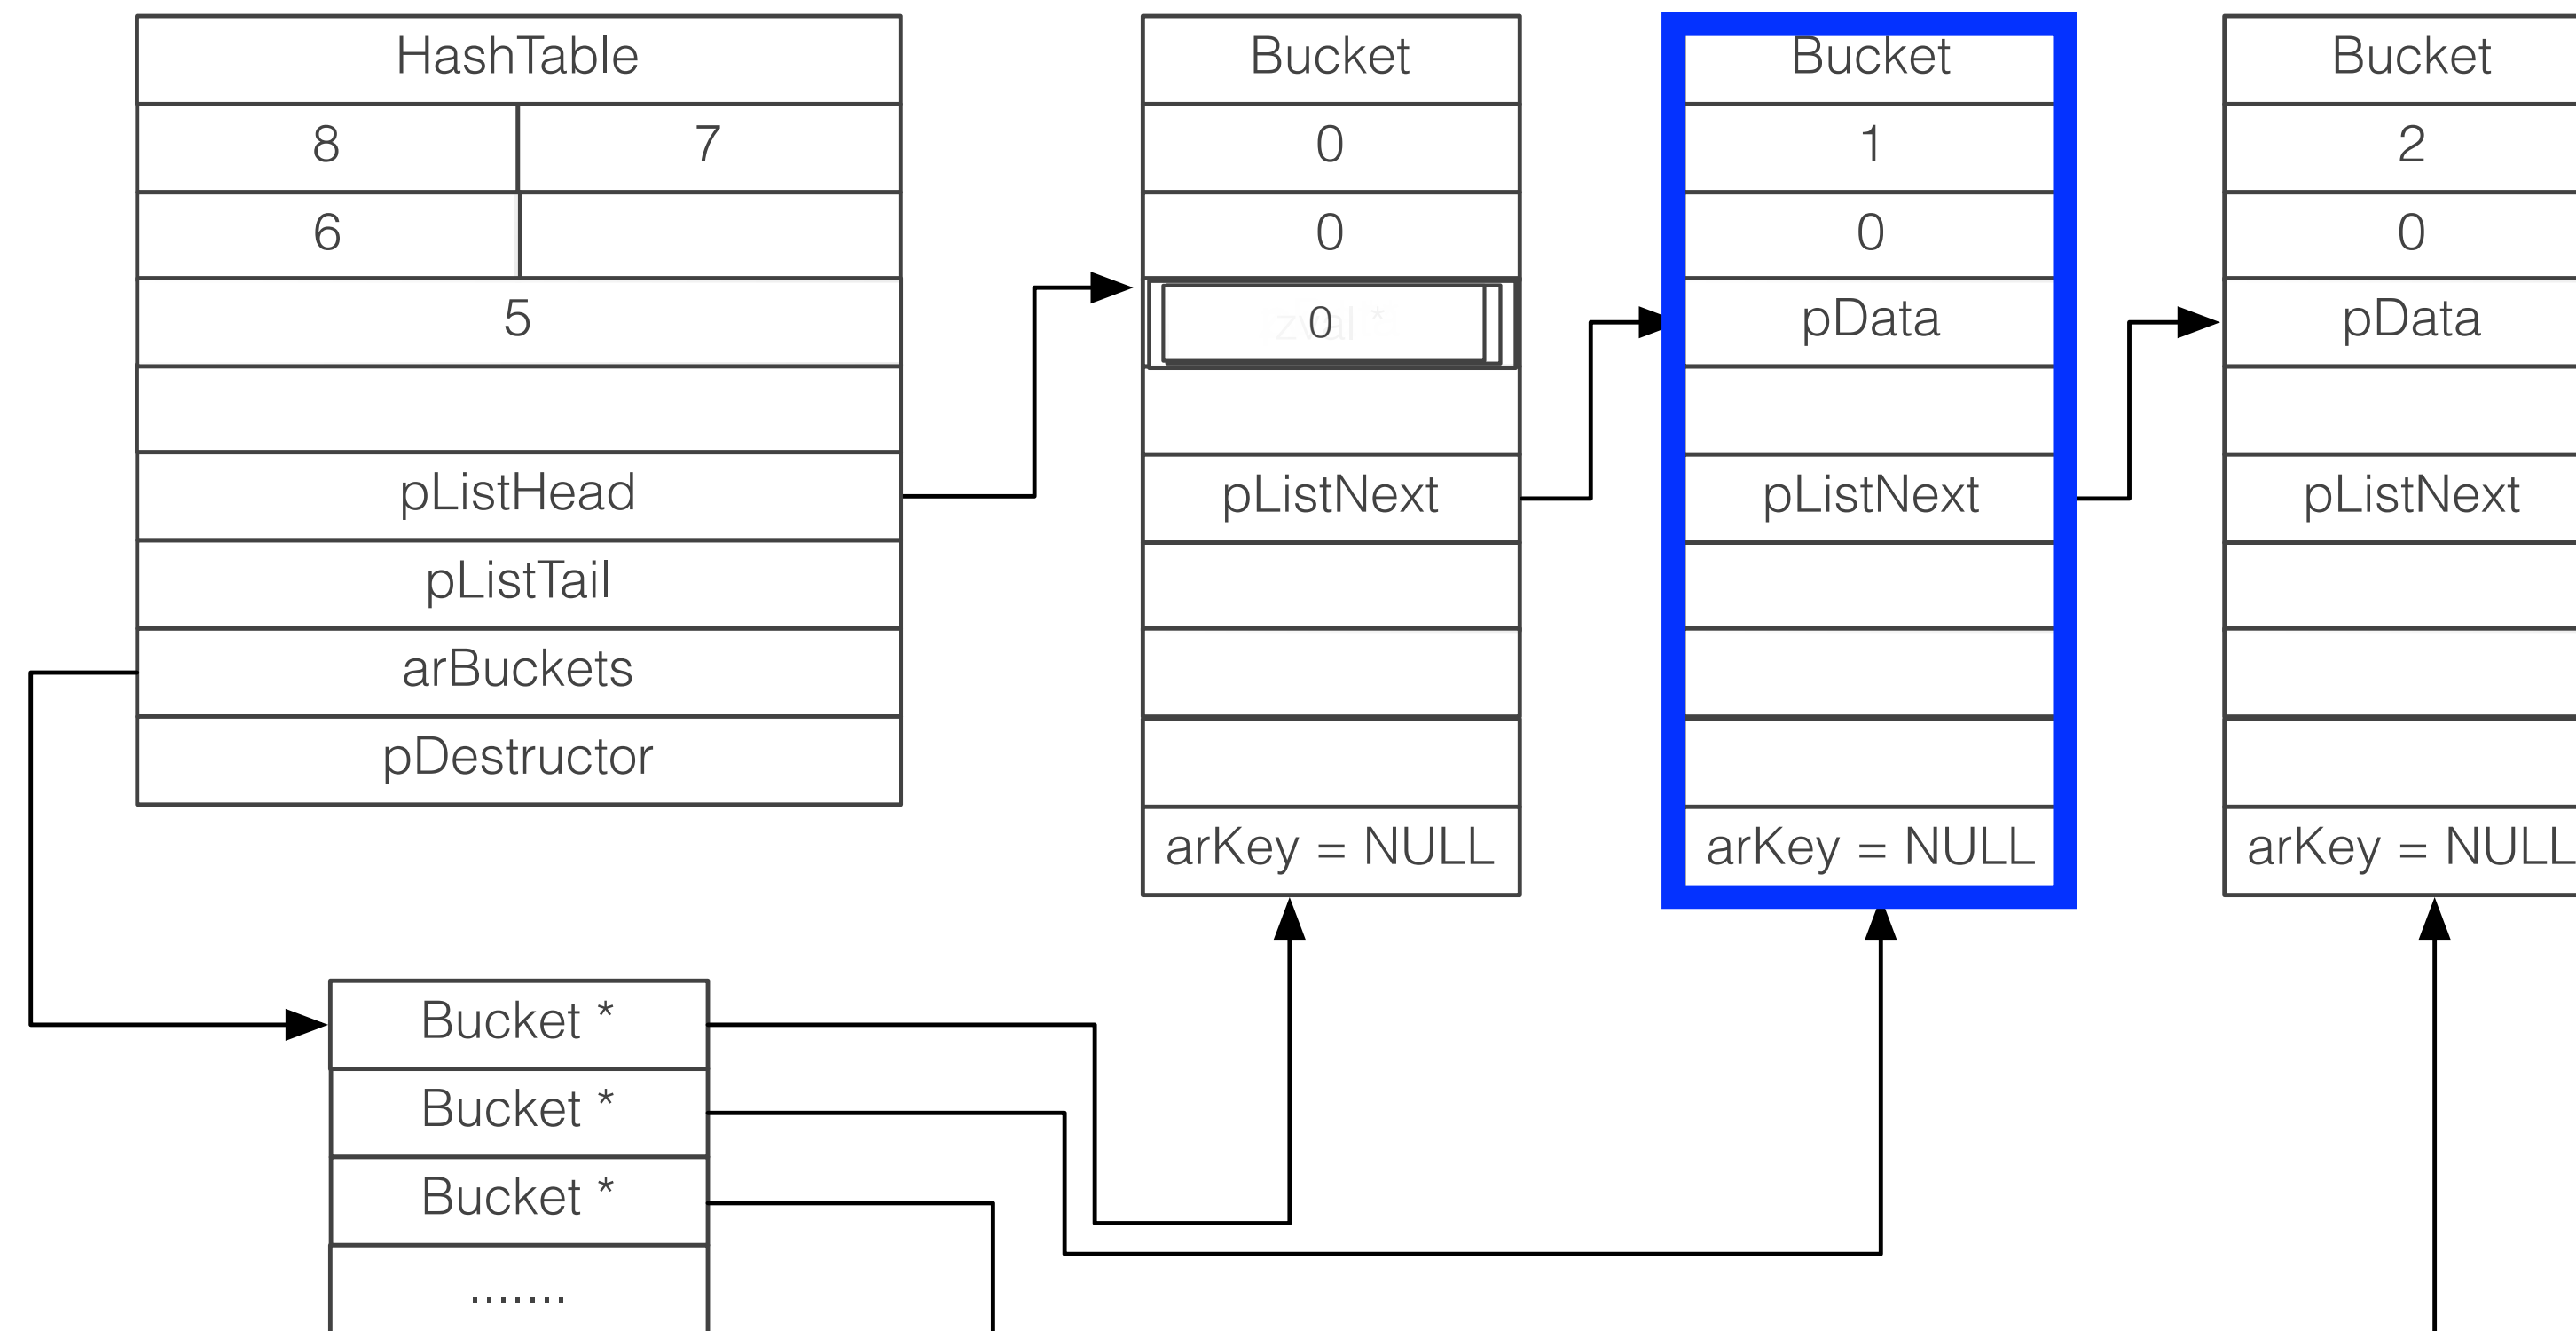 HashTable
8 7
6
5
pListHead
pListTail
arBuckets
pDestructor
Bucket
0
0
0
pListNext
arKey = NULL
Bucket
1
0
pData
pListNext
arKey = NULL
Bucket
2
0
pData
pListNext
arKey = NULL
Bucket *
Bucket *
Bucket *
.......